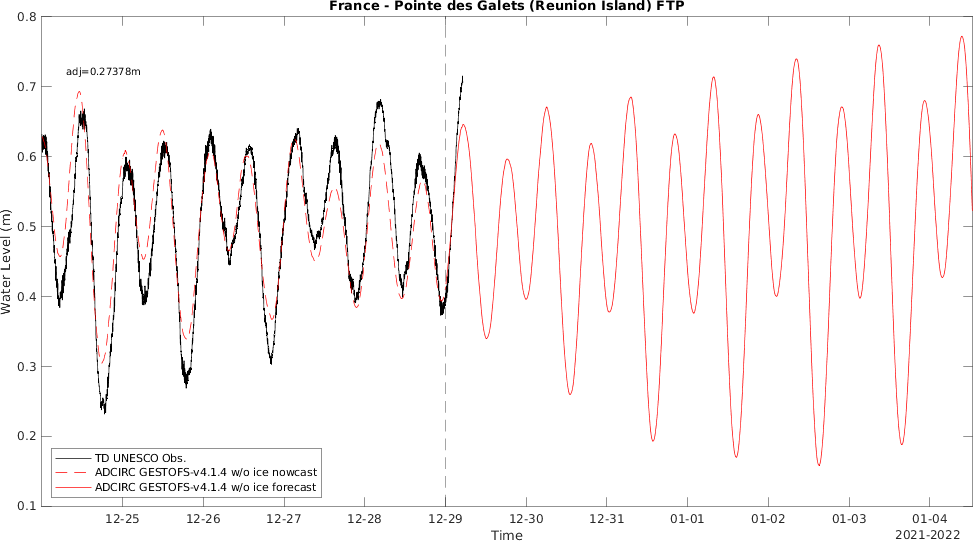 France - Pointe des Galets (Reunion Island) FTP
0.8
0.7
0.6
0.5
0.4
0.3
0.2
0.1
Water Level (m)
adj=0.27378m
TD UNESCO Obs.
ADCIRC GESTOFS-v4.1.4 w/o ice nowcast
ADCIRC GESTOFS-v4.1.4 w/o ice forecast
12-25 12-26 12-27 12-28 12-29 12-30 12-31 01-01 01-02 01-03 01-04
Time
2021-2022